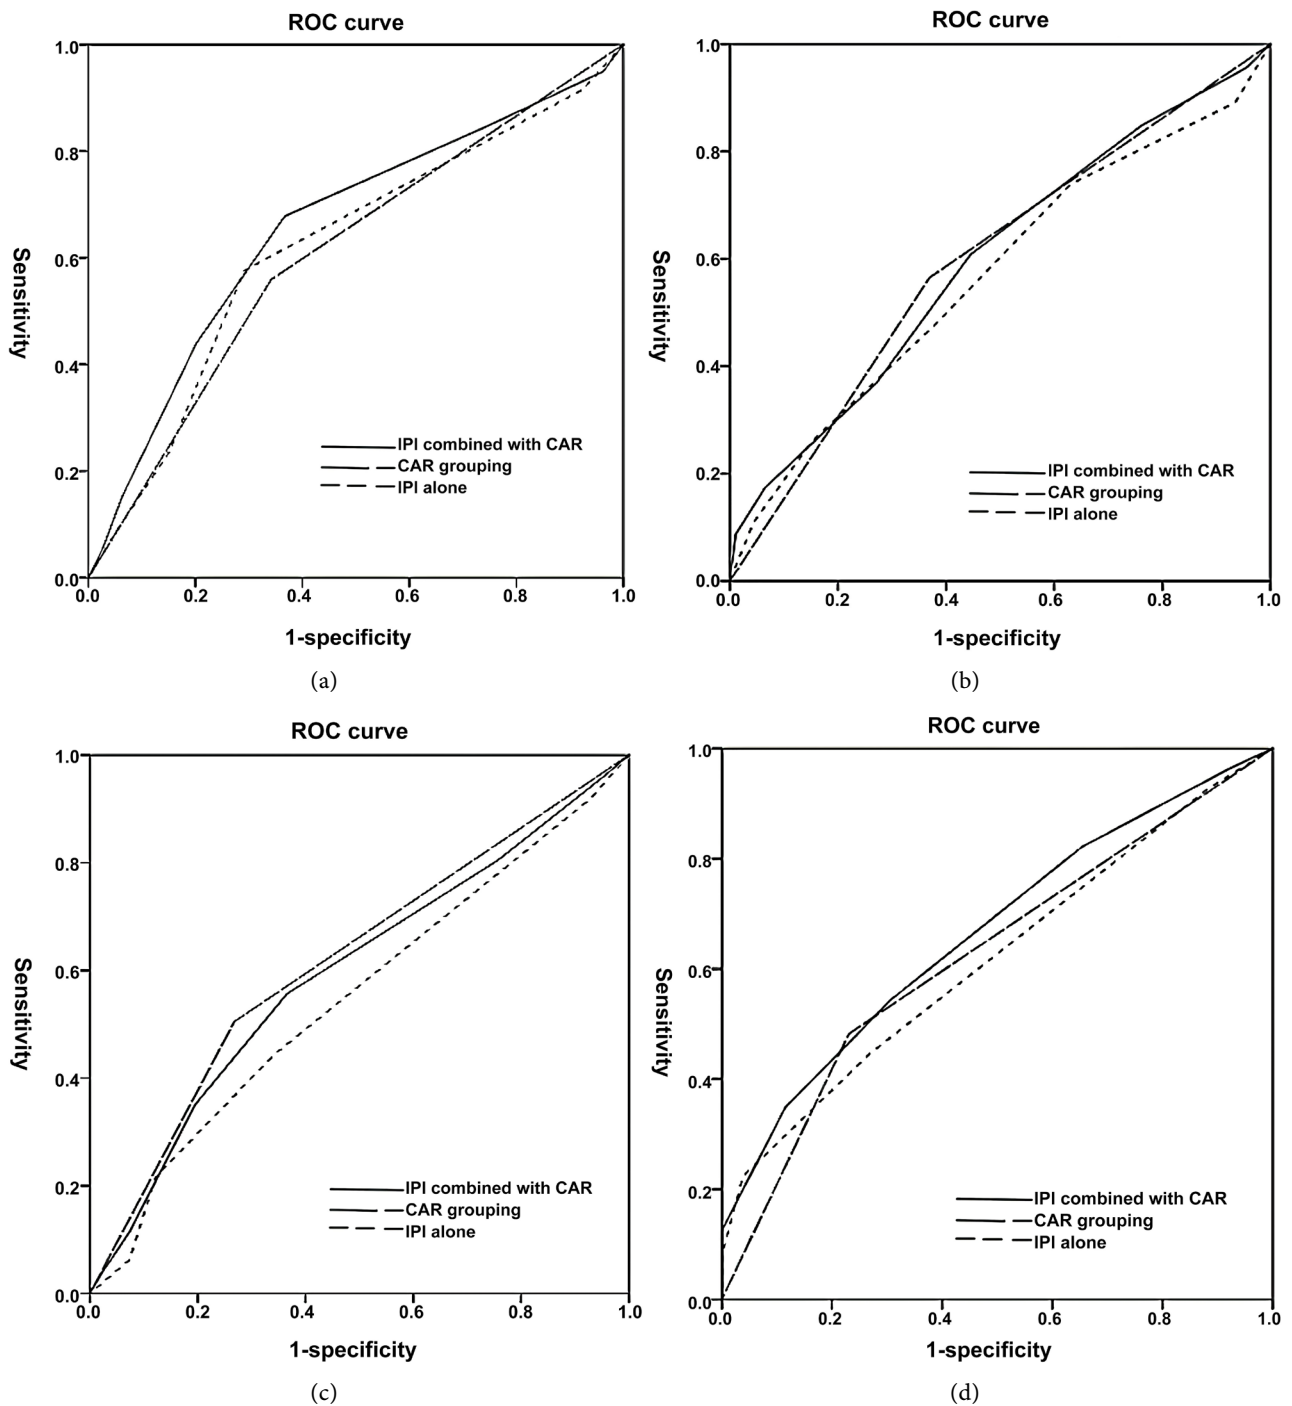 ROC curve
1.0
0.8
0.6
0.4
0.2
0.0
Sensitivity
IPI combined with CAR
CAR grouping
IPI alone
0.0 0.2 0.4 0.6 0.8 1.0
1-specificity
(a)
ROC curve
1.0
0.8
0.6
0.4
0.2
0.0
Sensitivity
IPI combined with CAR
CAR grouping
IPI alone
0.0 0.2 0.4 0.6 0.8 1.0
1-specificity
(b)
ROC curve
1.0
0.8
0.6
0.4
0.2
0.0
Sensitivity
IPI combined with CAR
CAR grouping
IPI alone
0.0 0.2 0.4 0.6 0.8 1.0
1-specificity
(c)
ROC curve
1.0
0.8
0.6
0.4
0.2
0.0
Sensitivity
IPI combined with CAR
CAR grouping
IPI alone
0.0 0.2 0.4 0.6 0.8 1.0
1-specificity
(d)